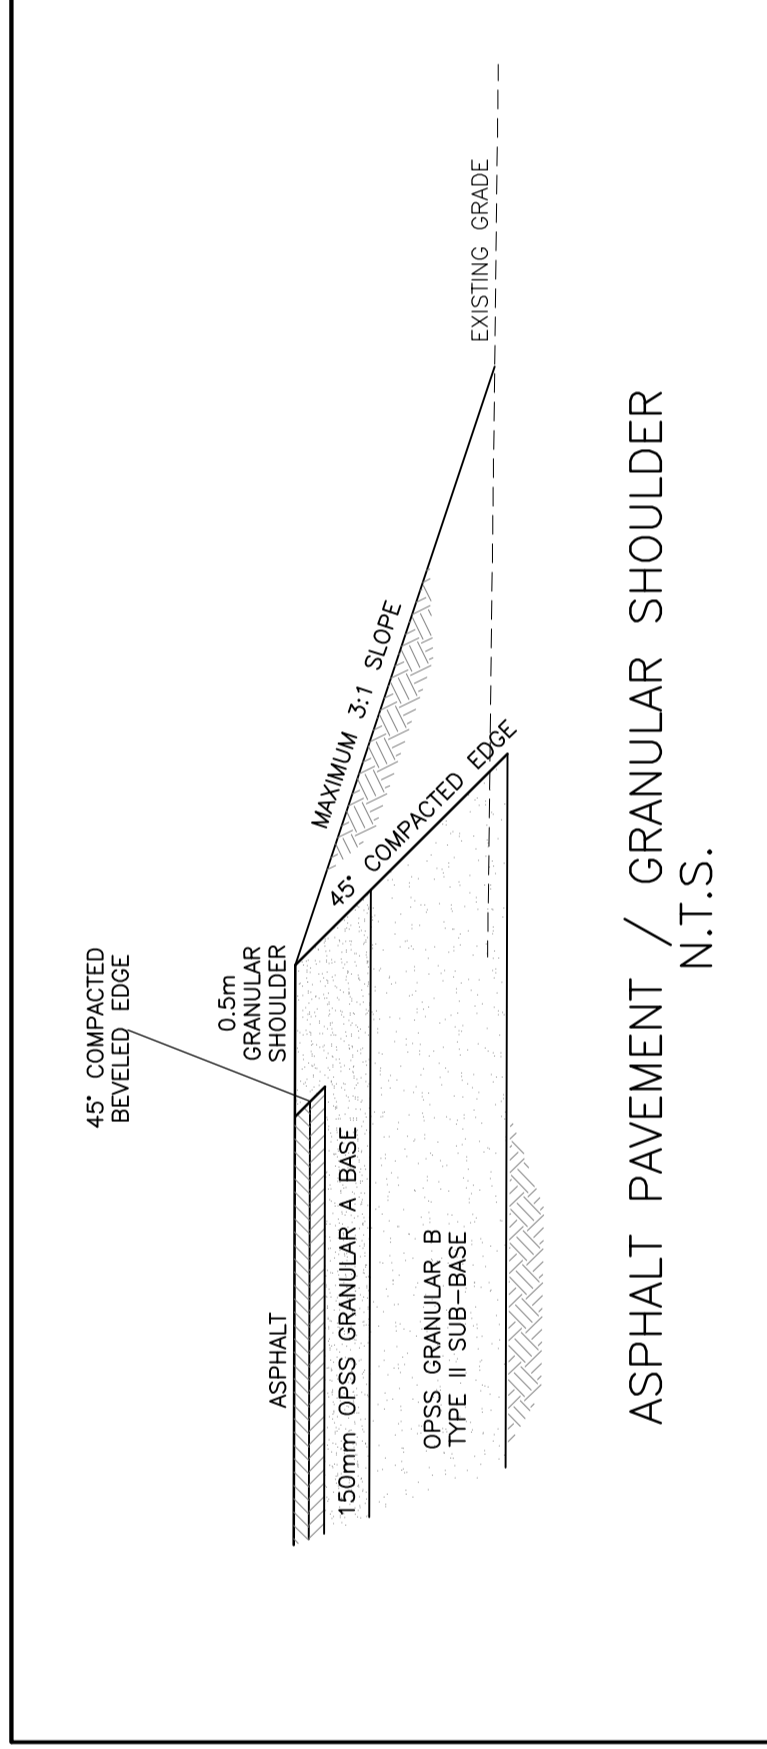 45° COMPACTED
BEVELED EDGE
0.5m
GRANULAR
SHOULDER
ASPHALT
MAXIMUM 3:1 SLOPE
45° COMPACTED EDGE
150mm OPSS GRANULAR A BASE
EXISTING GRADE
OPSS GRANULAR B
TYPE II SUB-BASE
ASPHALT PAVEMENT / GRANULAR SHOULDER
N.T.S.